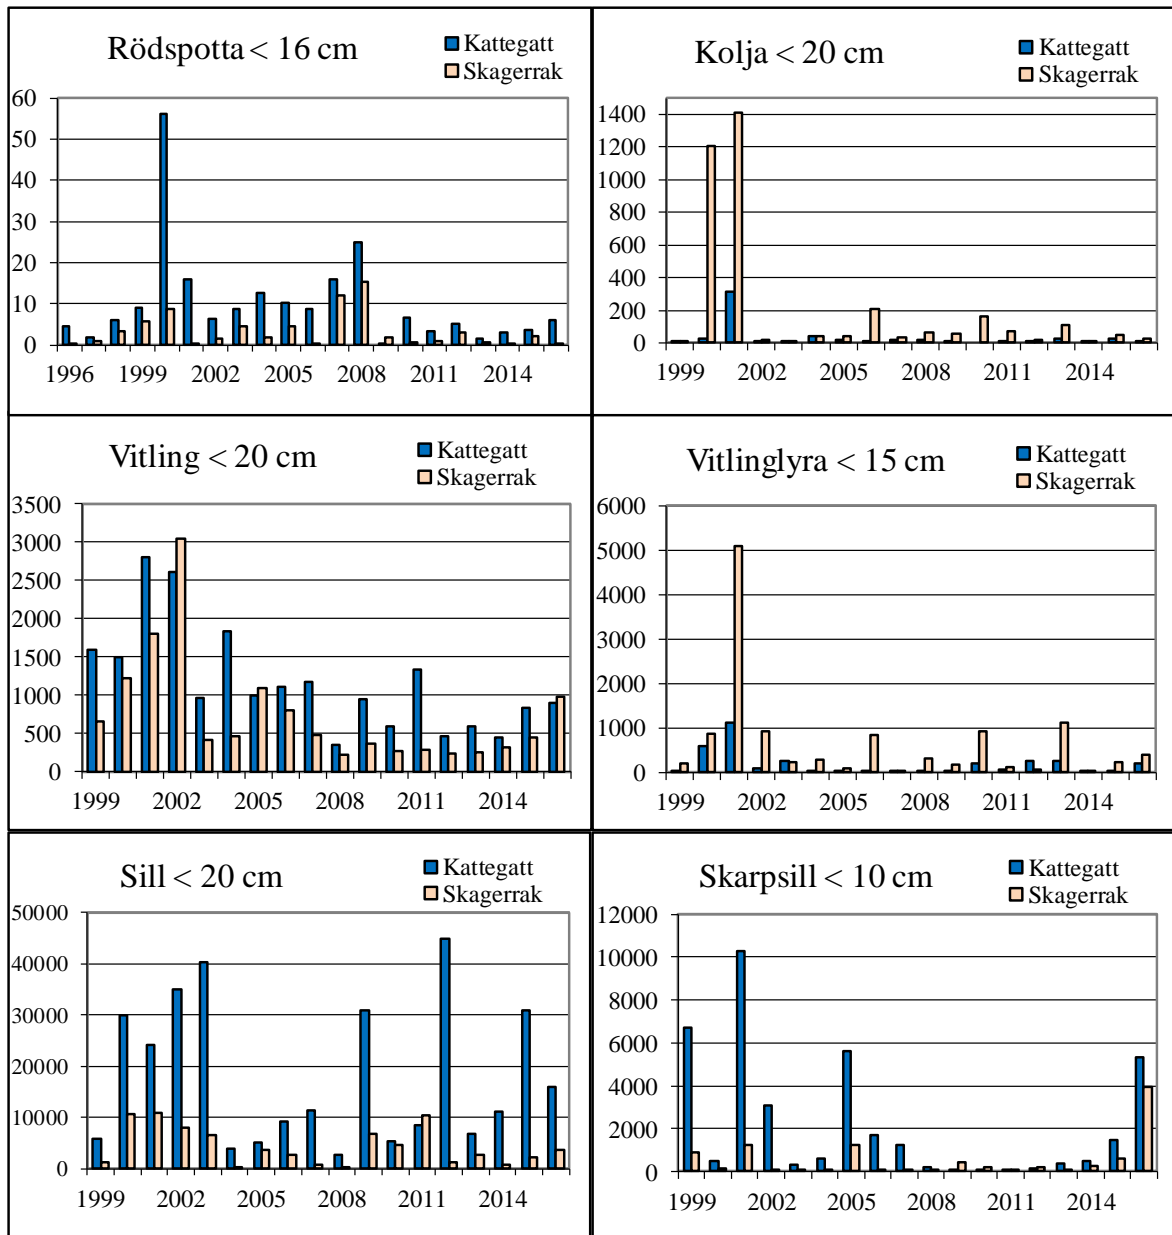 Rödspotta < 16 cm
Kattegatt
Skagerrak
60
50
40
30
20
10
0
1996 1999 2002 2005 2008 2011 2014
Kolja < 20 cm
Kattegatt
Skagerrak
1400
1200
1000
800
600
400
200
0
1999 2002 2005 2008 2011 2014
Vitling < 20 cm
Kattegatt
Skagerrak
3500
3000
2500
2000
1500
1000
500
0
1999 2002 2005 2008 2011 2014
Vitlinglyra < 15 cm
Kattegatt
Skagerrak
6000
5000
4000
3000
2000
1000
0
1999 2002 2005 2008 2011 2014
Sill < 20 cm
Kattegatt
Skagerrak
50000
40000
30000
20000
10000
0
1999 2002 2005 2008 2011 2014
Skarpsill < 10 cm
Kattegatt
Skagerrak
12000
10000
8000
6000
4000
2000
0
1999 2002 2005 2008 2011 2014